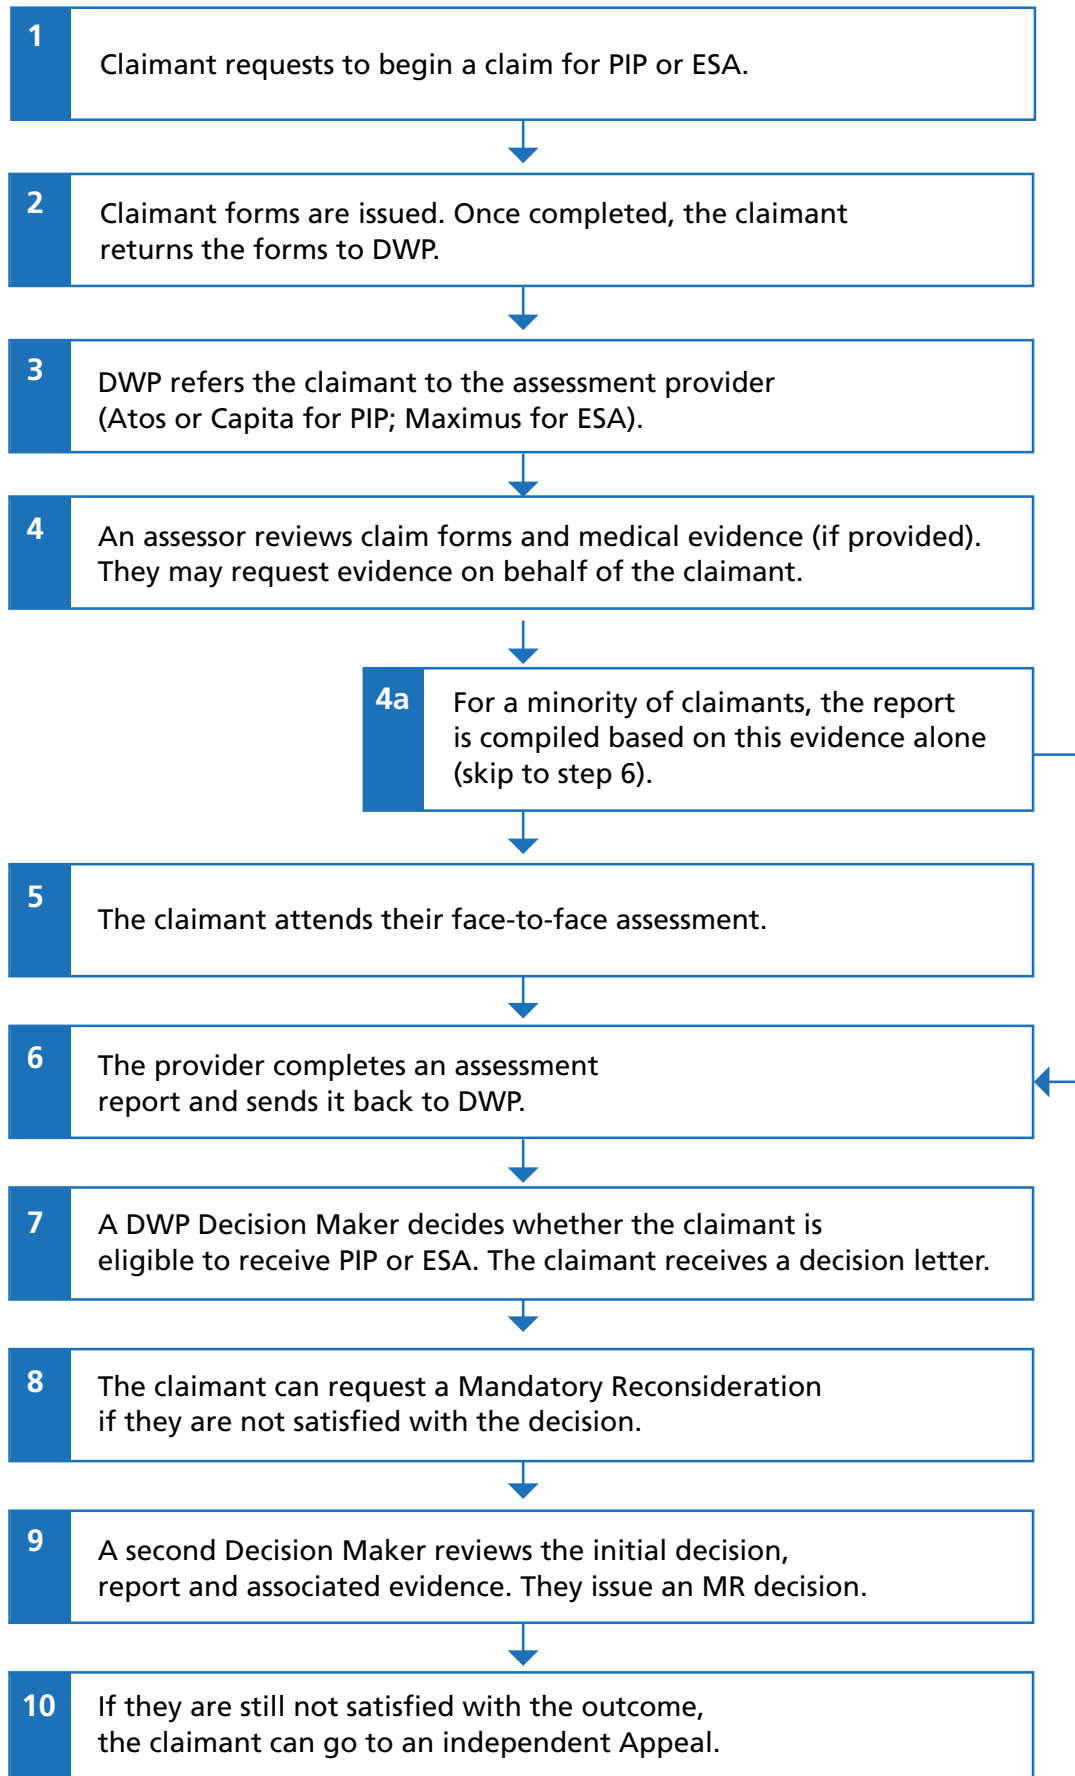 1
Claimant requests to begin a claim for PIP or ESA.
2
Claimant forms are issued. Once completed, the claimant
returns the forms to DWP.
3
DWP refers the claimant to the assessment provider
(Atos or Capita for PIP; Maximus for ESA).
4
An assessor reviews claim forms and medical evidence (if provided).
They may request evidence on behalf of the claimant.
4a
For a minority of claimants, the report
is compiled based on this evidence alone
(skip to step 6).
5
The claimant attends their face-to-face assessment.
6
The provider completes an assessment
report and sends it back to DWP.
7
A DWP Decision Maker decides whether the claimant is
eligible to receive PIP or ESA. The claimant receives a decision letter.
8
The claimant can request a Mandatory Reconsideration
if they are not satisfied with the decision.
9
A second Decision Maker reviews the initial decision,
report and associated evidence. They issue an MR decision.
10
If they are still not satisfied with the outcome,
the claimant can go to an independent Appeal.